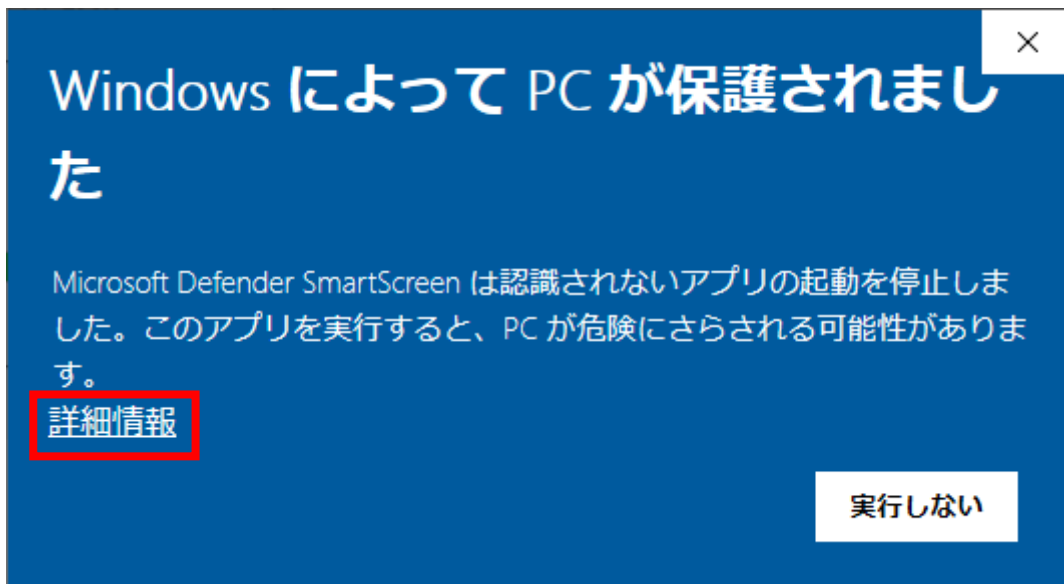 Windows によって PC が保護されまし
た
Microsoft Defender SmartScreen は認識されないアプリの起動を停止しま
した。このアプリを実行すると、PC が危険にさらされる可能性がありま
す。
詳細情報
実行しない